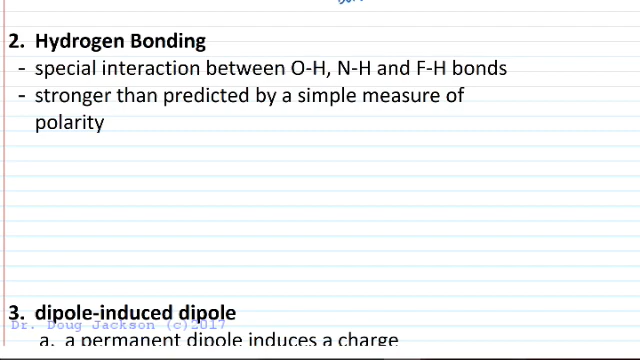 2. Hydrogen Bonding
- special interaction between O-H, N-H and F-H bonds
- stronger than predicted by a simple measure of
polarity
3. dipole-induced dipole
Dr. Doug Jackson (c)2017
a. a permanent dipole induces a charge